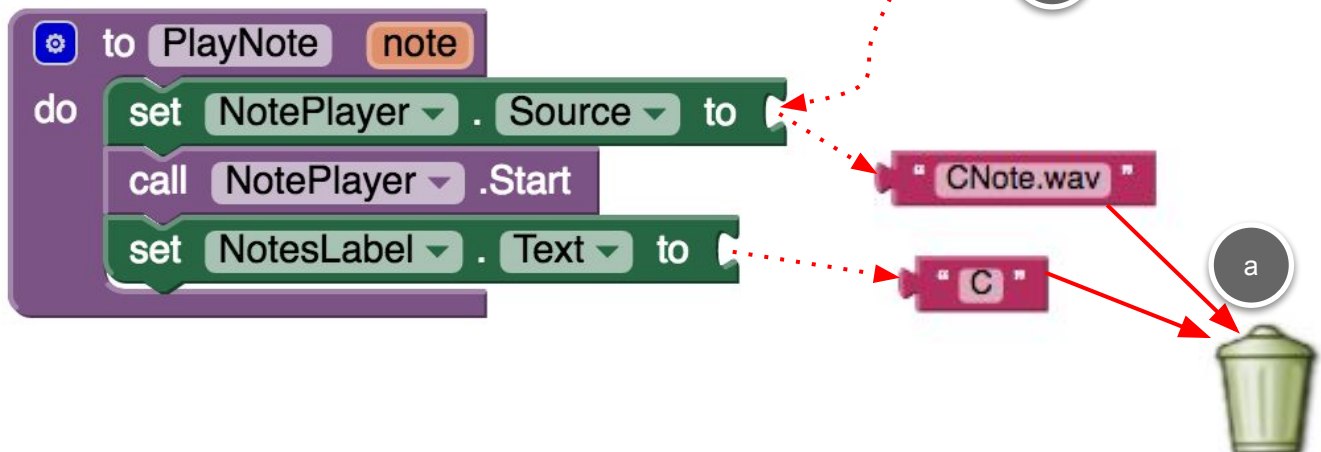 to PlayNote note
do set NotePlayer . Source to
“ CNote.wav ”
call NotePlayer .Start
set NotesLabel . Text to
“ C ”
a